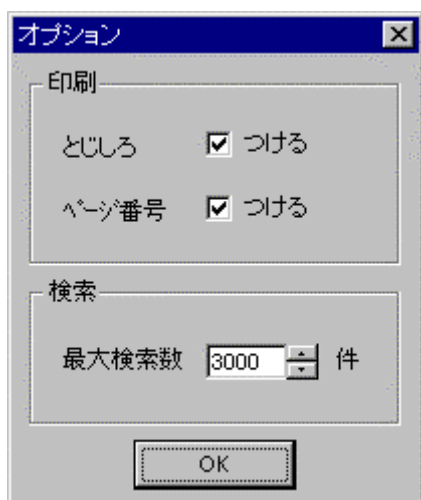 オプション
印刷
とじしろ つける
ﾍﾟｰｼﾞ番号 つける
検索
最大検索数 3000 件
OK